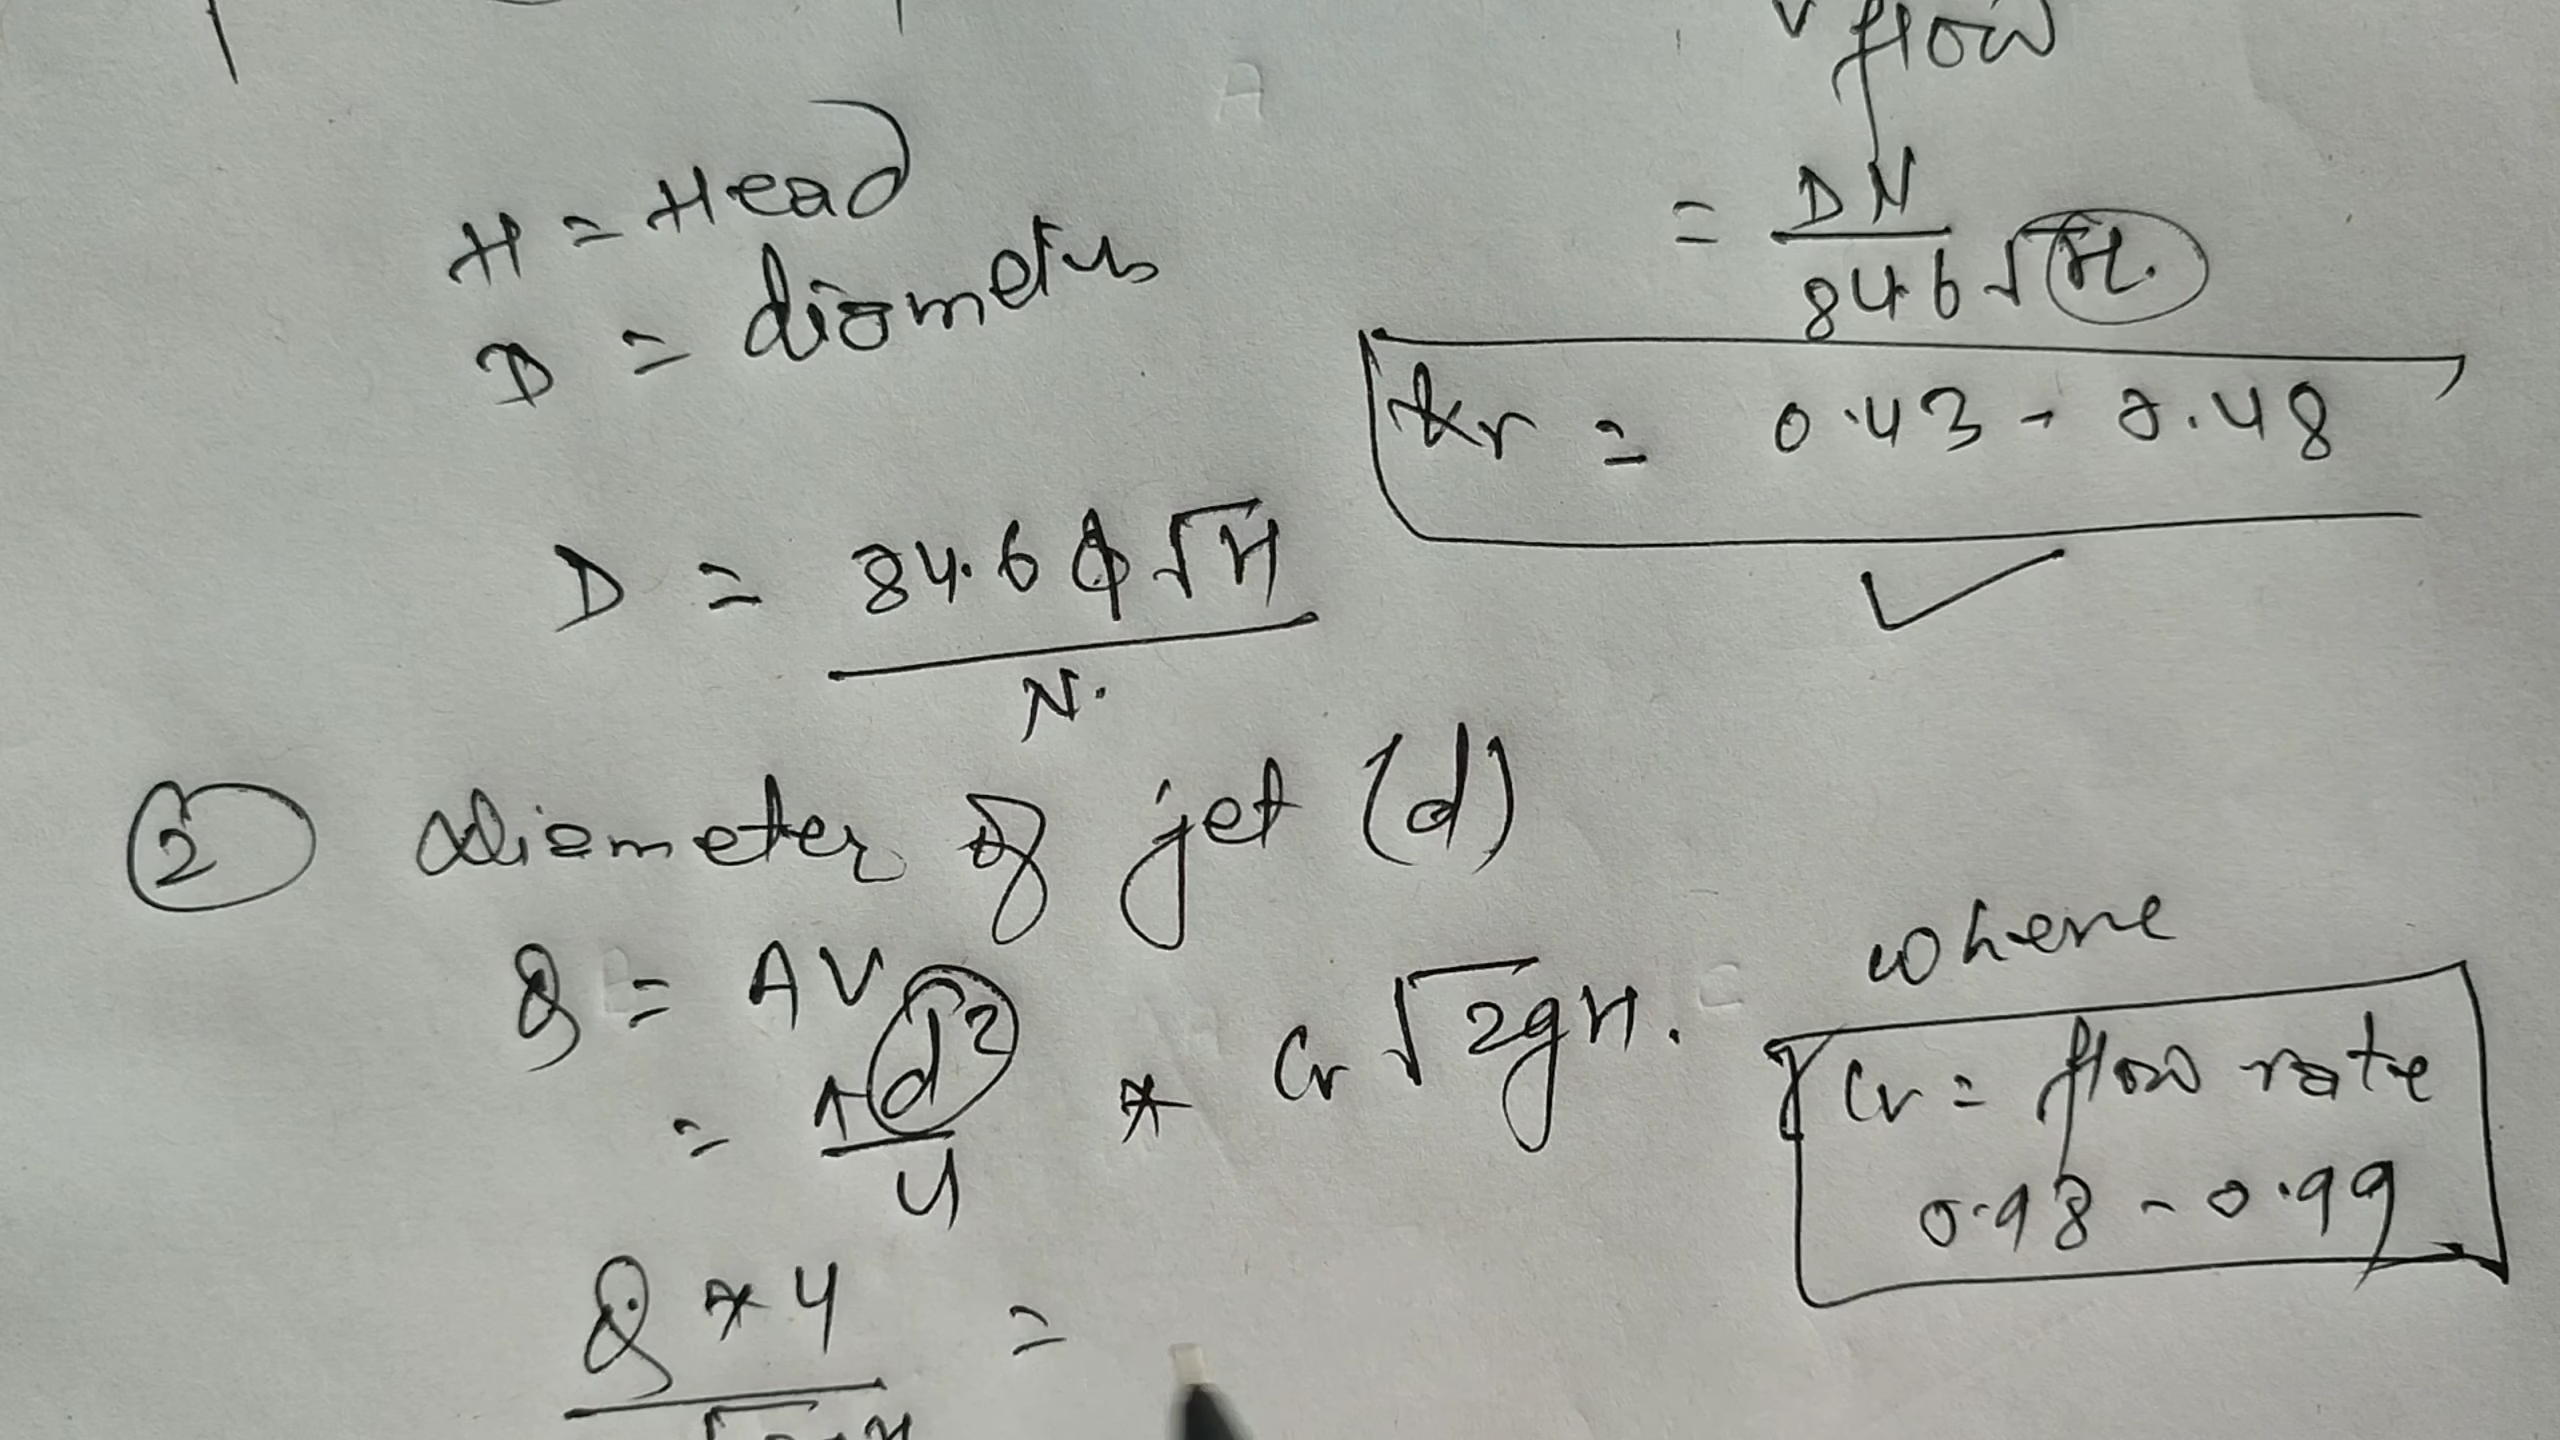 flow
H = Head
D = diameter
= DN / 84.6 √H.
Kr = 0.43 - 0.48
D = 84.6 ϕ √H / N.
② diameter of jet (d)
Q = AV
= πd² / 4 * Cv √2gH.
where
Cv = flow rate
0.98 - 0.99
Q * 4 =